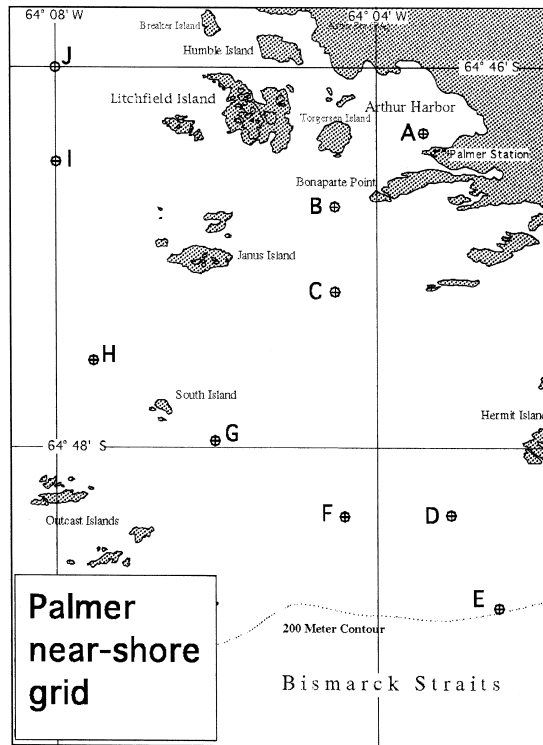 64° 08' W
64° 04' W
Breaker Island
Humble Island
J
64° 46' S
Litchfield Island
Arthur Harbor
Torgersen Island
A
Palmer Station
I
Bonaparte Point
B
Janus Island
C
H
South Island
Hermit Island
G
64° 48' S
F
D
Outcast Islands
E
Palmer
near-shore
grid
200 Meter Contour
Bismarck Straits